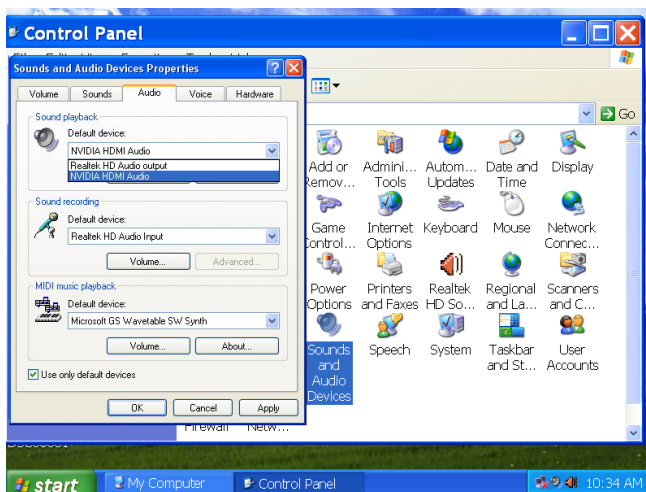 Control Panel
Sounds and Audio Devices Properties
Volume
Sounds
Audio
Voice
Hardware
Sound playback
Default device:
NVIDIA HDMI Audio
Realtek HD Audio output
NVIDIA HDMI Audio
Sound recording
Default device:
Realtek HD Audio Input
Volume...
Advanced...
MIDI music playback
Default device:
Microsoft GS Wavetable SW Synth
Volume...
About...
Use only default devices
OK
Cancel
Apply
Go
Add or
Remov...
Admini...
Tools
Autom...
Updates
Date and
Time
Display
Game
Control...
Internet
Options
Keyboard
Mouse
Network
Connec...
Power
Options
Printers
and Faxes
Realtek
HD So...
Regional
and La...
Scanners
and C...
Sounds
and
Audio
Devices
Speech
System
Taskbar
and St...
User
Accounts
Firewall
Netw...
start
My Computer
Control Panel
10:34 AM